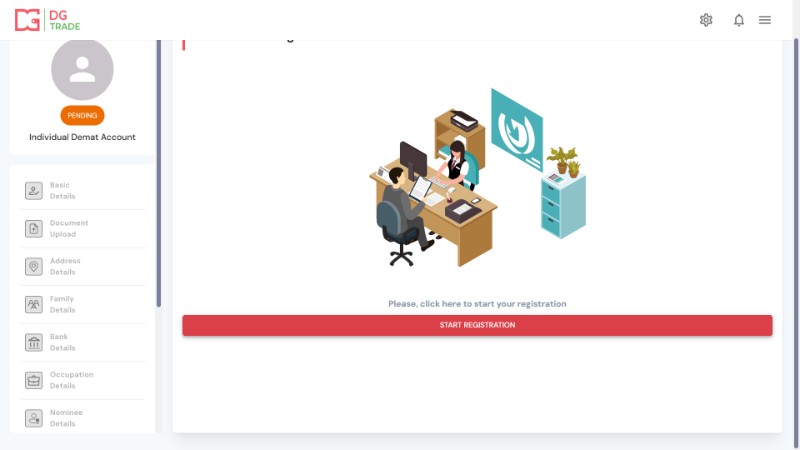 DG
TRADE
PENDING
Individual Demat Account
Basic
Details
Document
Upload
Address
Details
Family
Details
Bank
Details
Occupation
Details
Nominee
Details
Please, click here to start your registration
START REGISTRATION